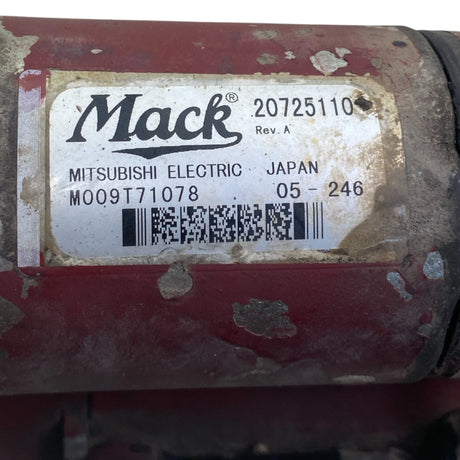 Mack® 20725110
Rev. A
MITSUBISHI ELECTRIC JAPAN
M009T71078 05-246